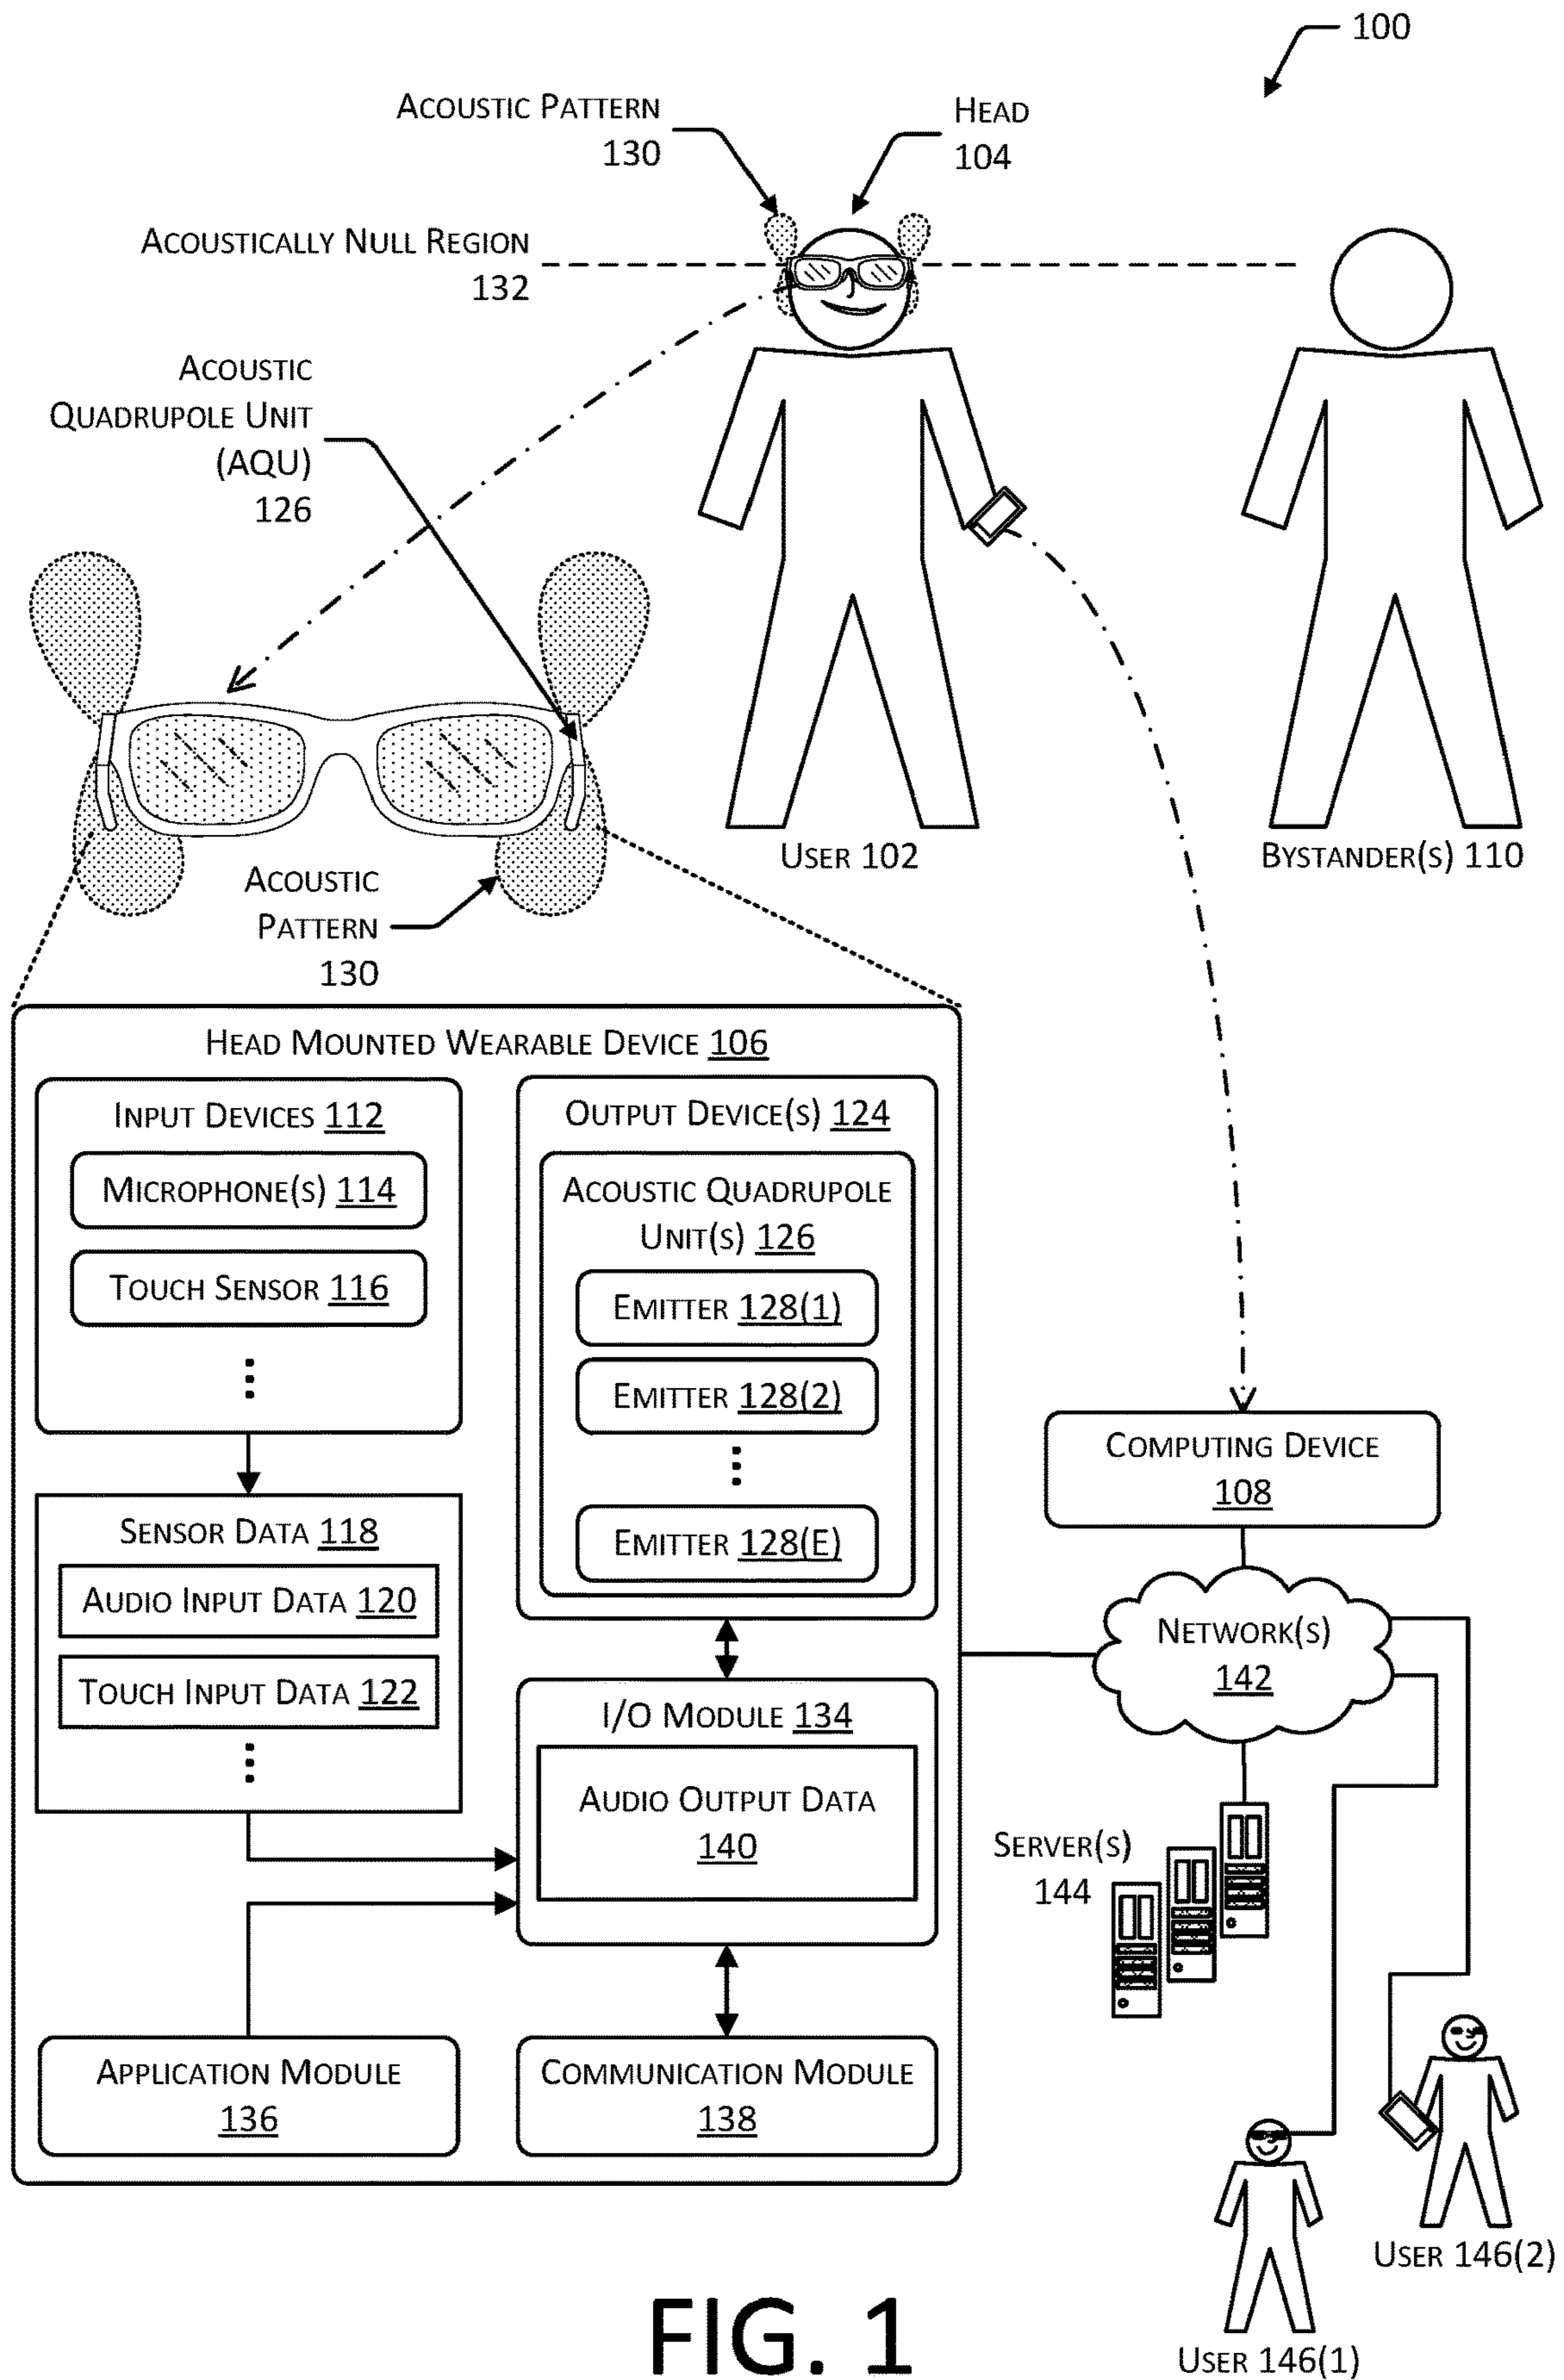 100
Acoustic Pattern
130
Head
104
Acoustically Null Region
132
Acoustic
Quadrupole Unit
(AQU)
126
User 102
Bystander(s) 110
Acoustic
Pattern
130
Head Mounted Wearable Device 106
Input Devices 112
Microphone(s) 114
Touch Sensor 116
Output Device(s) 124
Acoustic Quadrupole
Unit(s) 126
Emitter 128(1)
Emitter 128(2)
Emitter 128(E)
Sensor Data 118
Audio Input Data 120
Touch Input Data 122
I/O Module 134
Audio Output Data
140
Application Module
136
Communication Module
138
Computing Device
108
Network(s)
142
Server(s)
144
User 146(2)
User 146(1)
FIG. 1